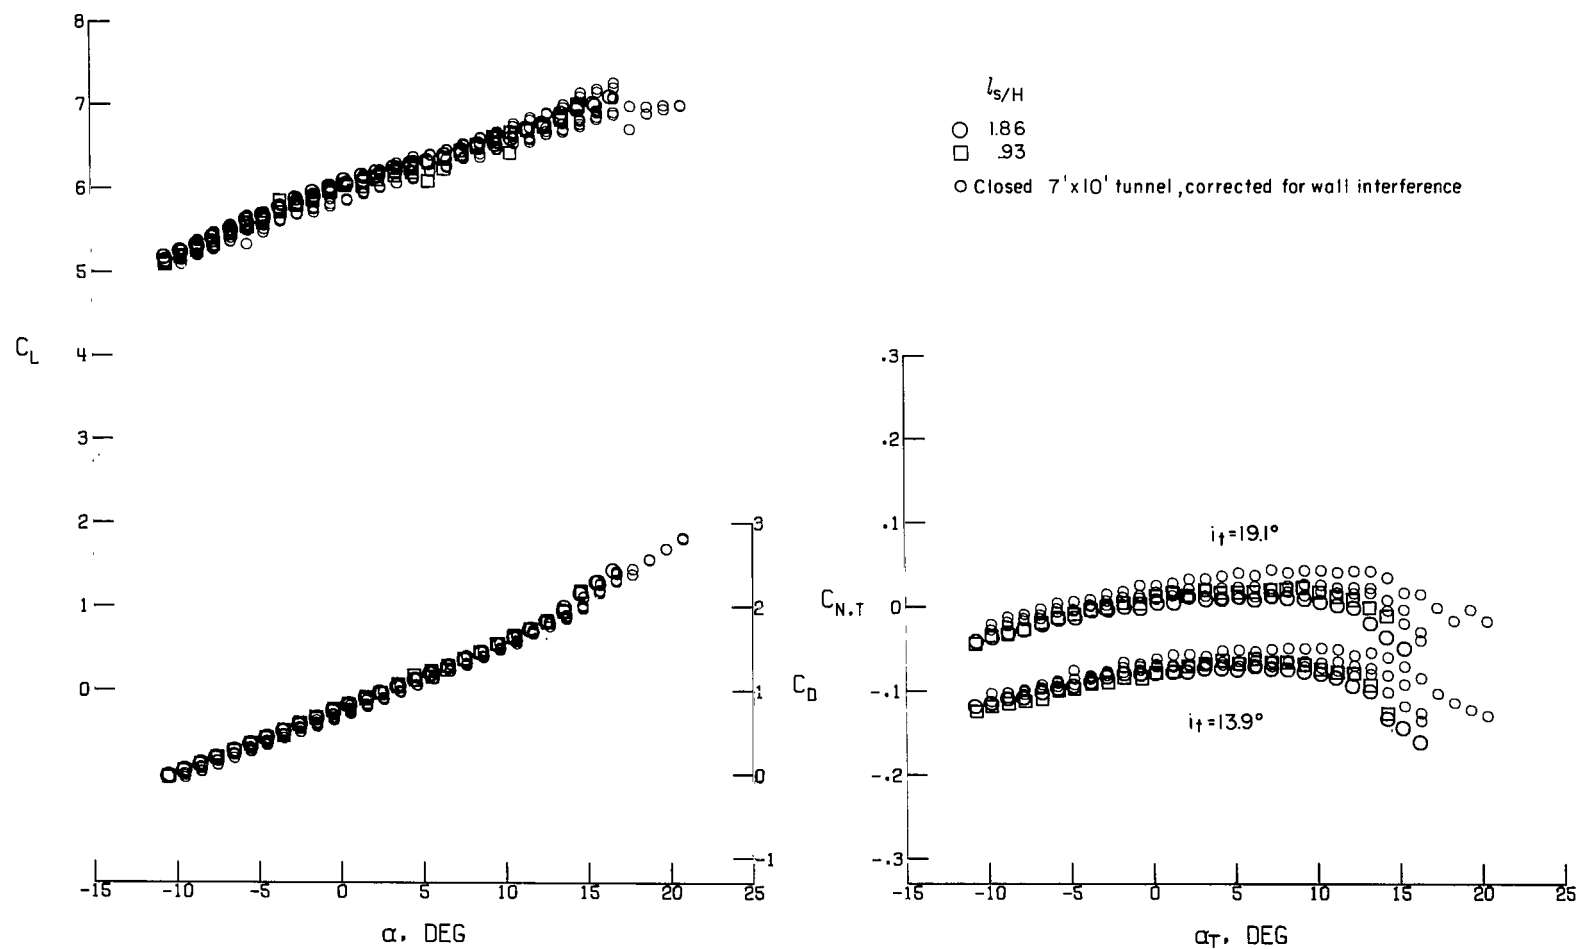 8
7
6
5
C_L 4
3
2
1
0
3
2
C_D 1
0
-1
-15 -10 -5 0 5 10 15 20
α, DEG
l_s/H
1.86
.93
Closed 7'x10' tunnel, corrected for wall interference
.3
.2
.1
i_t=19.1°
C_N,T 0
-.1
i_t=13.9°
-.2
-.3
-15 -10 -5 0 5 10 15 20 25
α_T, DEG